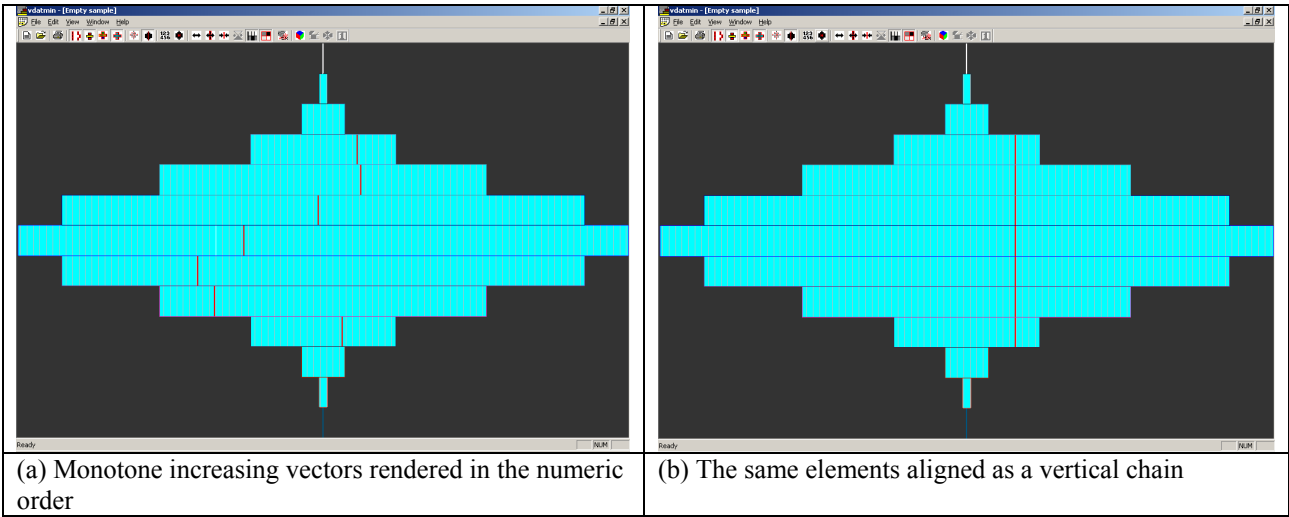 vdatmin - [Empty sample]
File Edit View Window Help
Ready
NUM
(a) Monotone increasing vectors rendered in the numeric
order
vdatmin - [Empty sample]
File Edit View Window Help
Ready
NUM
(b) The same elements aligned as a vertical chain